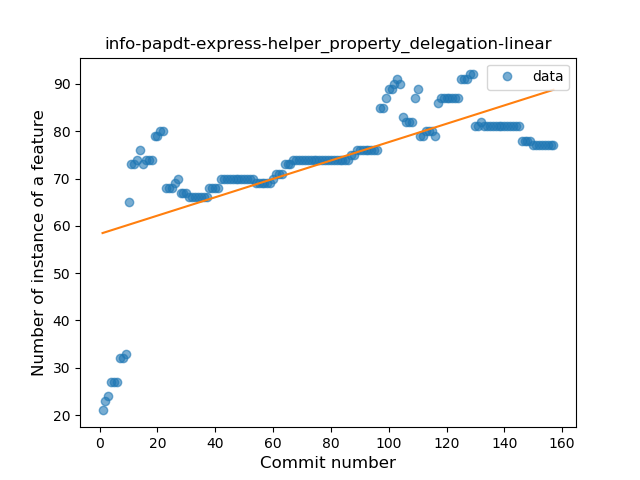 info-papdt-express-helper_property_delegation-linear
data
Number of instance of a feature
90
80
70
60
50
40
30
20
0 20 40 60 80 100 120 140 160
Commit number